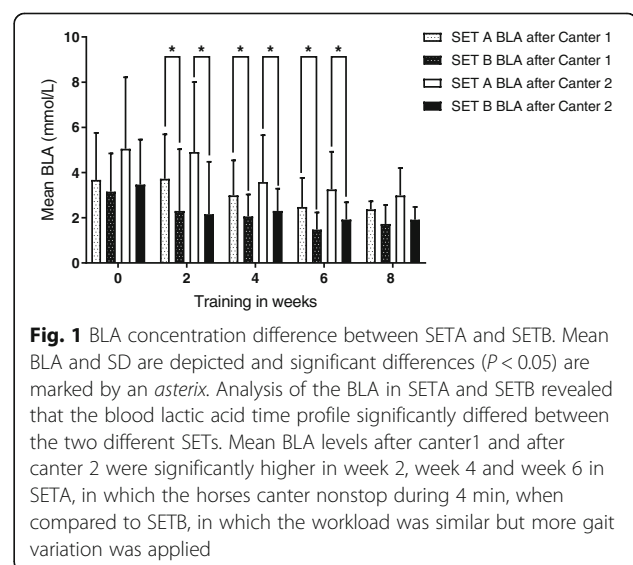 10
8
6
4
2
0
Mean BLA (mmol/L)
* * * * * *
0 2 4 6 8
Training in weeks
SET A BLA after Canter 1
SET B BLA after Canter 1
SET A BLA after Canter 2
SET B BLA after Canter 2
Fig. 1 BLA concentration difference between SETA and SETB. Mean
BLA and SD are depicted and significant differences (P < 0.05) are
marked by an asterix. Analysis of the BLA in SETA and SETB revealed
that the blood lactic acid time profile significantly differed between
the two different SETs. Mean BLA levels after canter1 and after
canter 2 were significantly higher in week 2, week 4 and week 6 in
SETA, in which the horses canter nonstop during 4 min, when
compared to SETB, in which the workload was similar but more gait
variation was applied